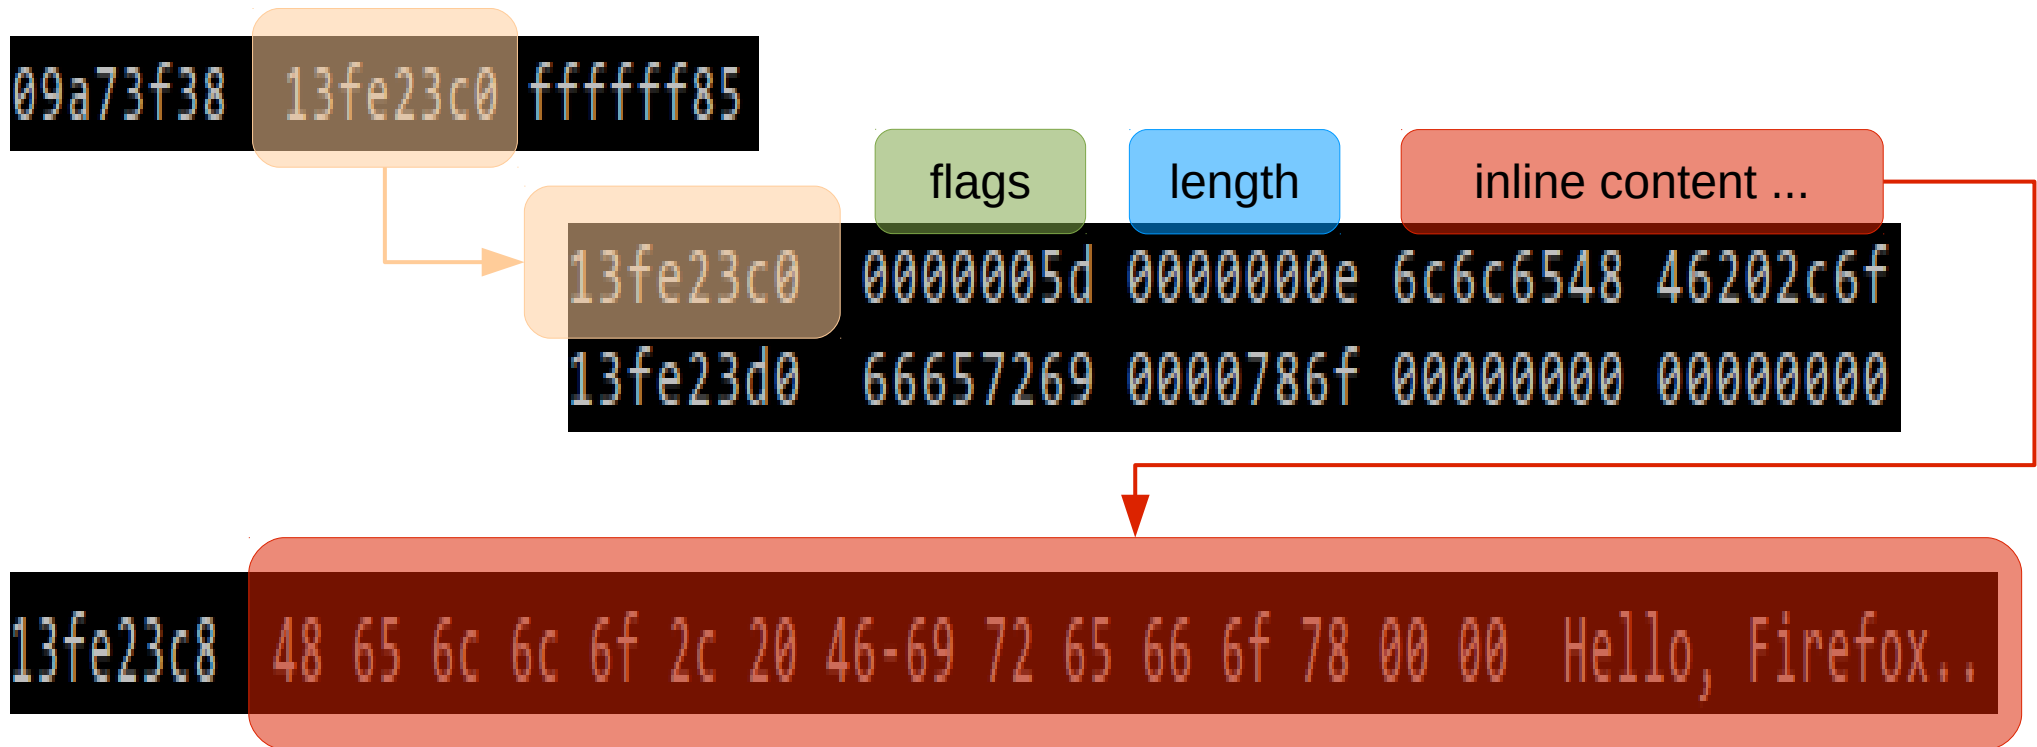 09a73f38 13fe23c0 ffffff85
flags length inline content ...
13fe23c0 0000005d 0000000e 6c6c6548 46202c6f
13fe23d0 66657269 0000786f 00000000 00000000
13fe23c8 48 65 6c 6c 6f 2c 20 46-69 72 65 66 6f 78 00 00 Hello, Firefox..